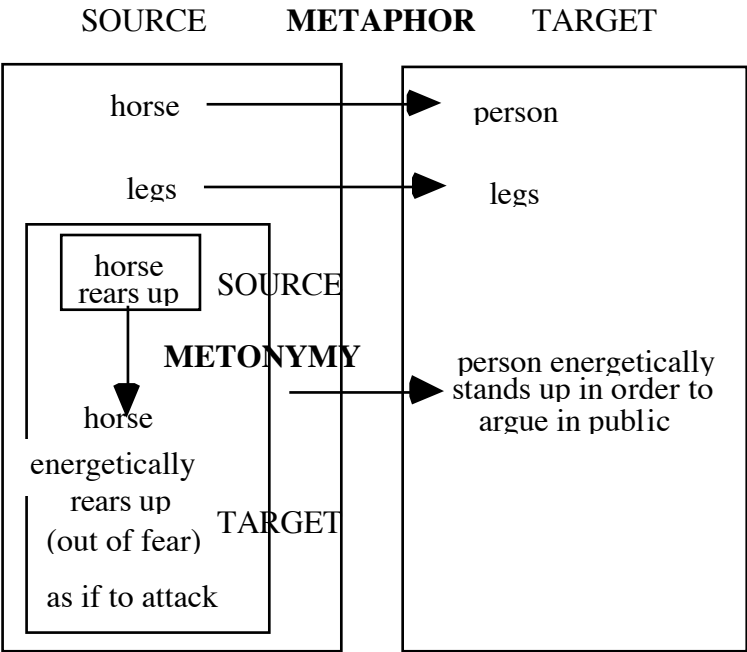 SOURCE METAPHOR TARGET
horse person
legs legs
horse
rears up
SOURCE
METONYMY
person energetically
stands up in order to
argue in public
horse
energetically
rears up
(out of fear)
TARGET
as if to attack